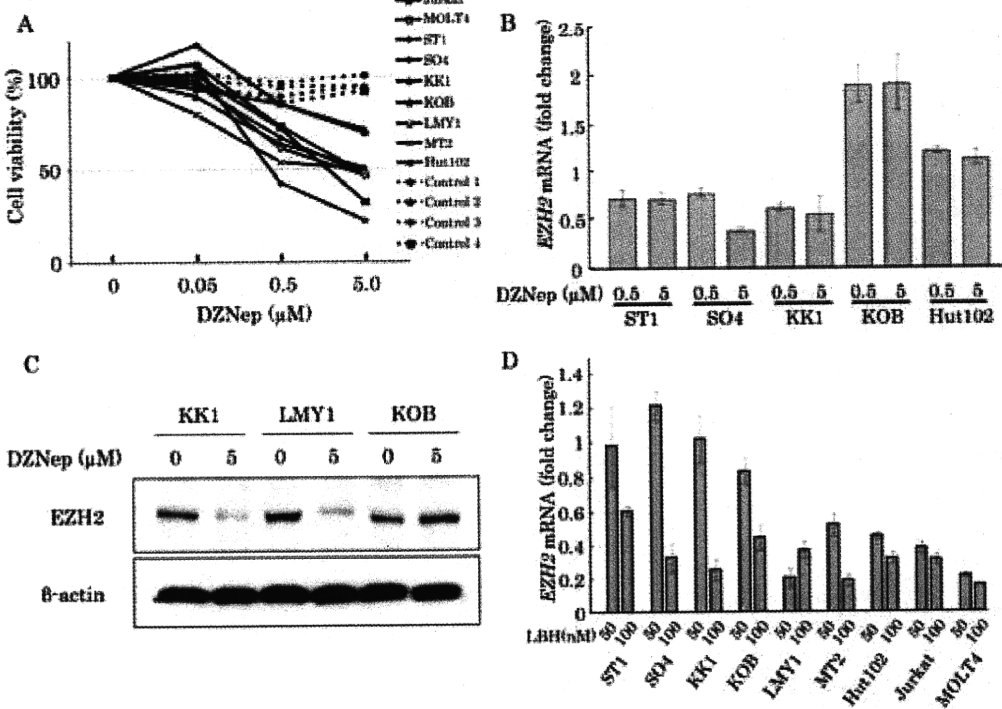 A
Jurkat
MOLT4
ST1
SO4
KK1
KOB
LMY1
MT2
Hut102
Control 1
Control 2
Control 3
Control 4
Cell viability (%)
100
50
0
0 0.05 0.5 5.0
DZNep (μM)
B
EZH2 mRNA (fold change)
2.5
2
1.5
1
0.5
0
DZNep (μM) 0.5 5 0.5 5 0.5 5 0.5 5 0.5 5
ST1 SO4 KK1 KOB Hut102
C
KK1 LMY1 KOB
DZNep (μM) 0 5 0 5 0 5
EZH2
β-actin
D
EZH2 mRNA (fold change)
1.4
1.2
1
0.8
0.6
0.4
0.2
0
LBH(nM) 50 100 50 100 50 100 50 100 50 100 50 100 50 100 50 100 50 100
ST1 SO4 KK1 KOB LMY1 MT2 Hut102 Jurkat MOLT4